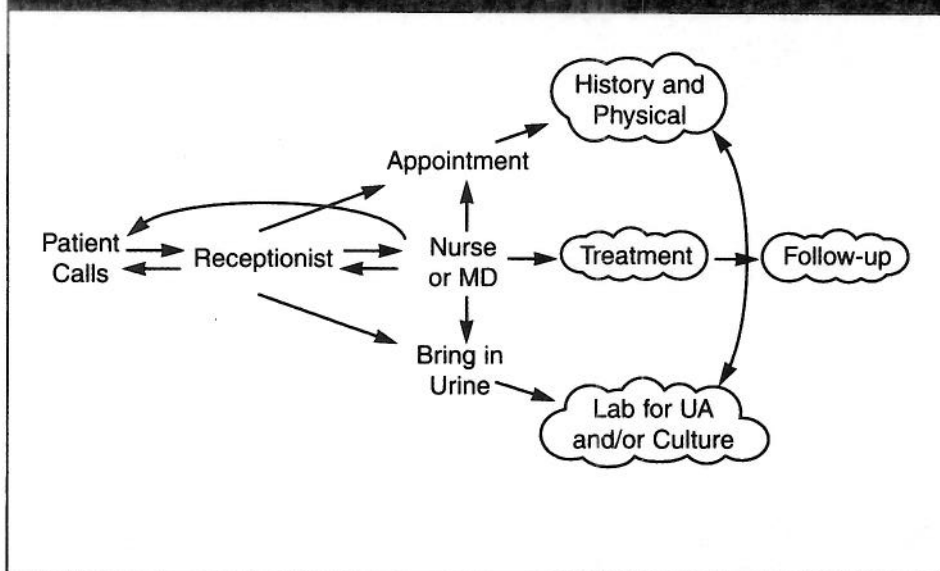 History and
Physical
Appointment
Patient
Calls
Receptionist
Nurse
or MD
Treatment
Follow-up
Bring in
Urine
Lab for UA
and/or Culture